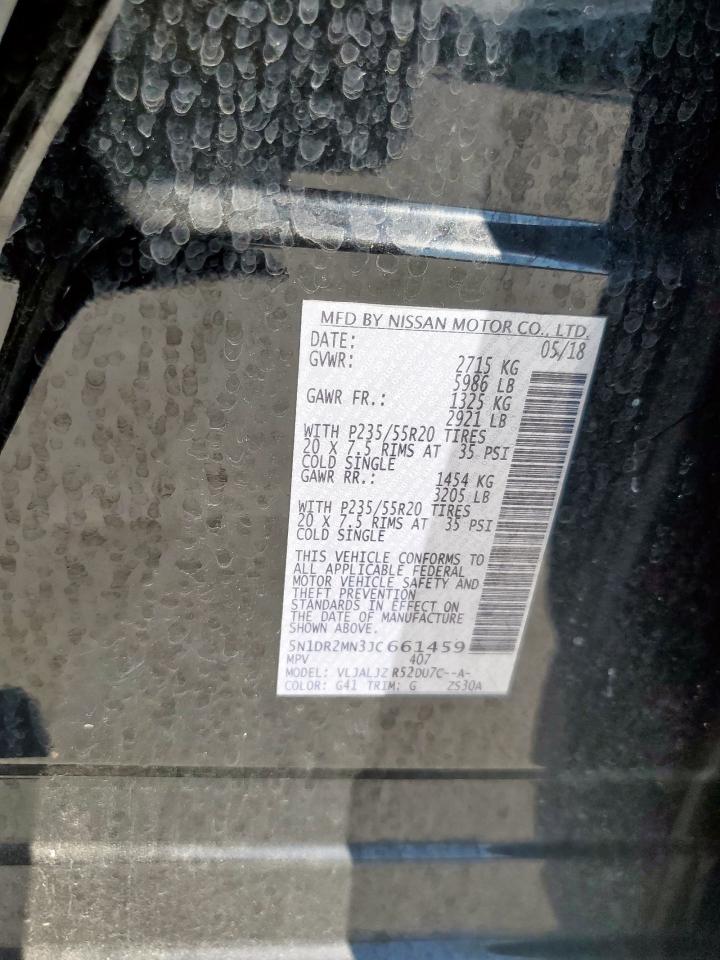 MFD BY NISSAN MOTOR CO., LTD.
DATE: 05/18
GVWR: 2715 KG
5986 LB
GAWR FR.: 1325 KG
2921 LB
WITH P235/55R20 TIRES
20 X 7.5 RIMS AT 35 PSI
COLD SINGLE
GAWR RR.: 1454 KG
3205 LB
WITH P235/55R20 TIRES
20 X 7.5 RIMS AT 35 PSI
COLD SINGLE
THIS VEHICLE CONFORMS TO
ALL APPLICABLE FEDERAL
MOTOR VEHICLE SAFETY AND
THEFT PREVENTION
STANDARDS IN EFFECT ON
THE DATE OF MANUFACTURE
SHOWN ABOVE.
5N1DR2MN3JC661459
MPV 407
MODEL: VLJALJZ R52DU7C--A-
COLOR: G41 TRIM: G ZS30A